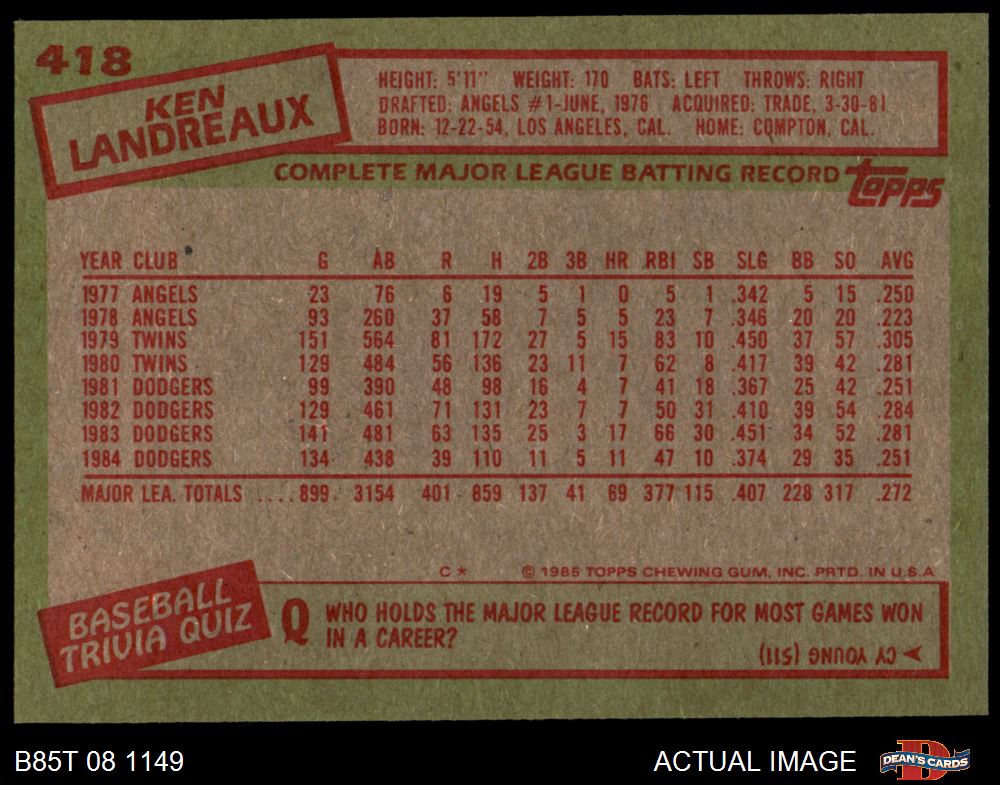 418
KEN
LANDREAUX
HEIGHT: 5'11" WEIGHT: 170 BATS: LEFT THROWS: RIGHT
DRAFTED: ANGELS #1-JUNE, 1976 ACQUIRED: TRADE, 3-30-81
BORN: 12-22-54, LOS ANGELES, CAL. HOME: COMPTON, CAL.
COMPLETE MAJOR LEAGUE BATTING RECORD
TOPPS
YEAR CLUB G AB R H 2B 3B HR RBI SB SLG BB SO AVG
1977 ANGELS 23 76 6 19 5 1 0 5 1 .342 5 15 .250
1978 ANGELS 93 260 37 58 7 5 5 23 7 .346 20 20 .223
1979 TWINS 151 564 81 172 27 5 15 83 10 .450 37 57 .305
1980 TWINS 129 484 56 136 23 11 7 62 8 .417 39 42 .281
1981 DODGERS 99 390 48 98 16 4 7 41 18 .367 25 42 .251
1982 DODGERS 129 461 71 131 23 7 7 50 31 .410 39 54 .284
1983 DODGERS 141 481 63 135 25 3 17 66 30 .451 34 52 .281
1984 DODGERS 134 438 39 110 11 5 11 47 10 .374 29 35 .251
MAJOR LEA. TOTALS .... 899 3154 401 859 137 41 69 377 115 .407 228 317 .272
C* © 1985 TOPPS CHEWING GUM, INC. PRTD. IN U.S.A
BASEBALL
TRIVIA QUIZ
Q WHO HOLDS THE MAJOR LEAGUE RECORD FOR MOST GAMES WON
IN A CAREER?
CY YOUNG (511)
B85T 08 1149
ACTUAL IMAGE
D
DEAN'S CARDS